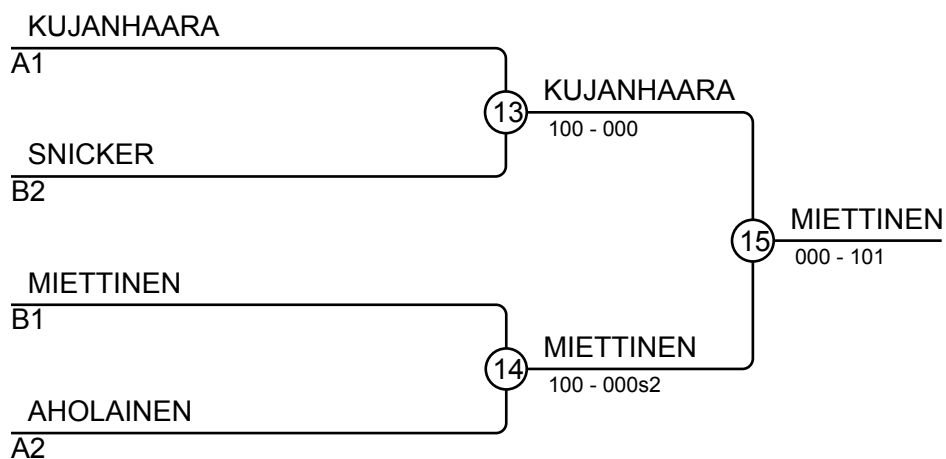 KUJANHAARA
A1
13
KUJANHAARA
100 - 000
SNICKER
B2
15
MIETTINEN
000 - 101
MIETTINEN
B1
14
MIETTINEN
100 - 000s2
AHOLAINEN
A2